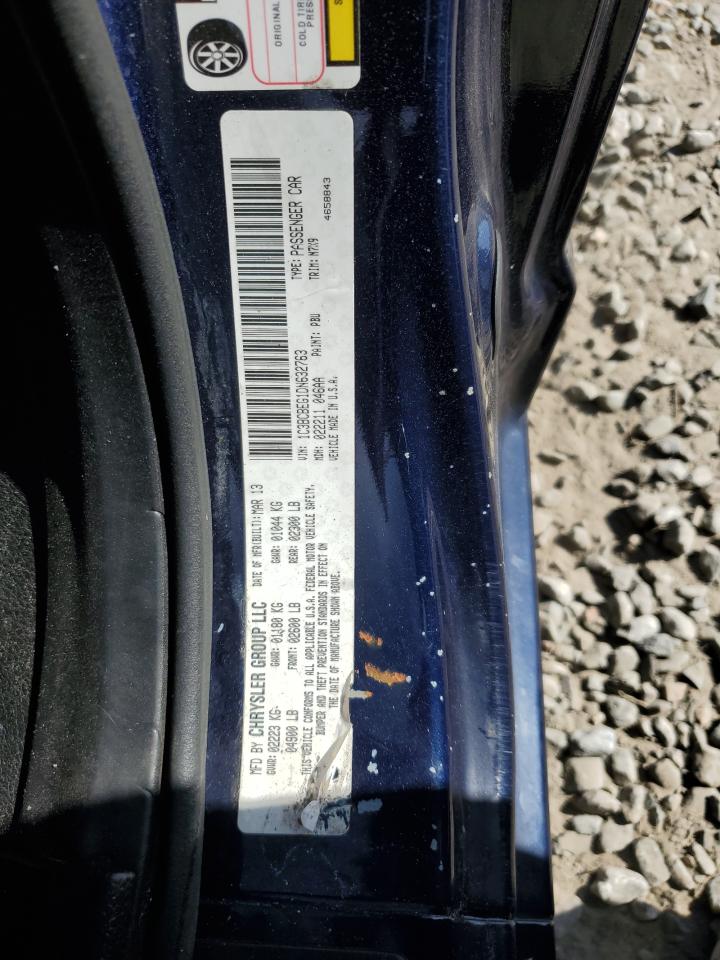 ORIGINAL
COLD TIRE
PRES
MFD BY CHRYSLER GROUP LLC
DATE OF MFR(BUILT):MAR 13
GVWR: 02223 KG
GAWR: 01180 KG
GAWR: 01044 KG
04900 LB
FRONT: 02600 LB
REAR: 02300 LB
THIS VEHICLE CONFORMS TO ALL APPLICABLE U.S.A. FEDERAL MOTOR VEHICLE SAFETY,
BUMPER AND THEFT PREVENTION STANDARDS IN EFFECT ON
THE DATE OF MANUFACTURE SHOWN ABOVE.
VIN: 1C3BCBEG1DN632763
TYPE: PASSENGER CAR
MDH: 022211 046AA
PAINT: PBU
TRIM: M7X9
VEHICLE MADE IN U.S.A.
4658843